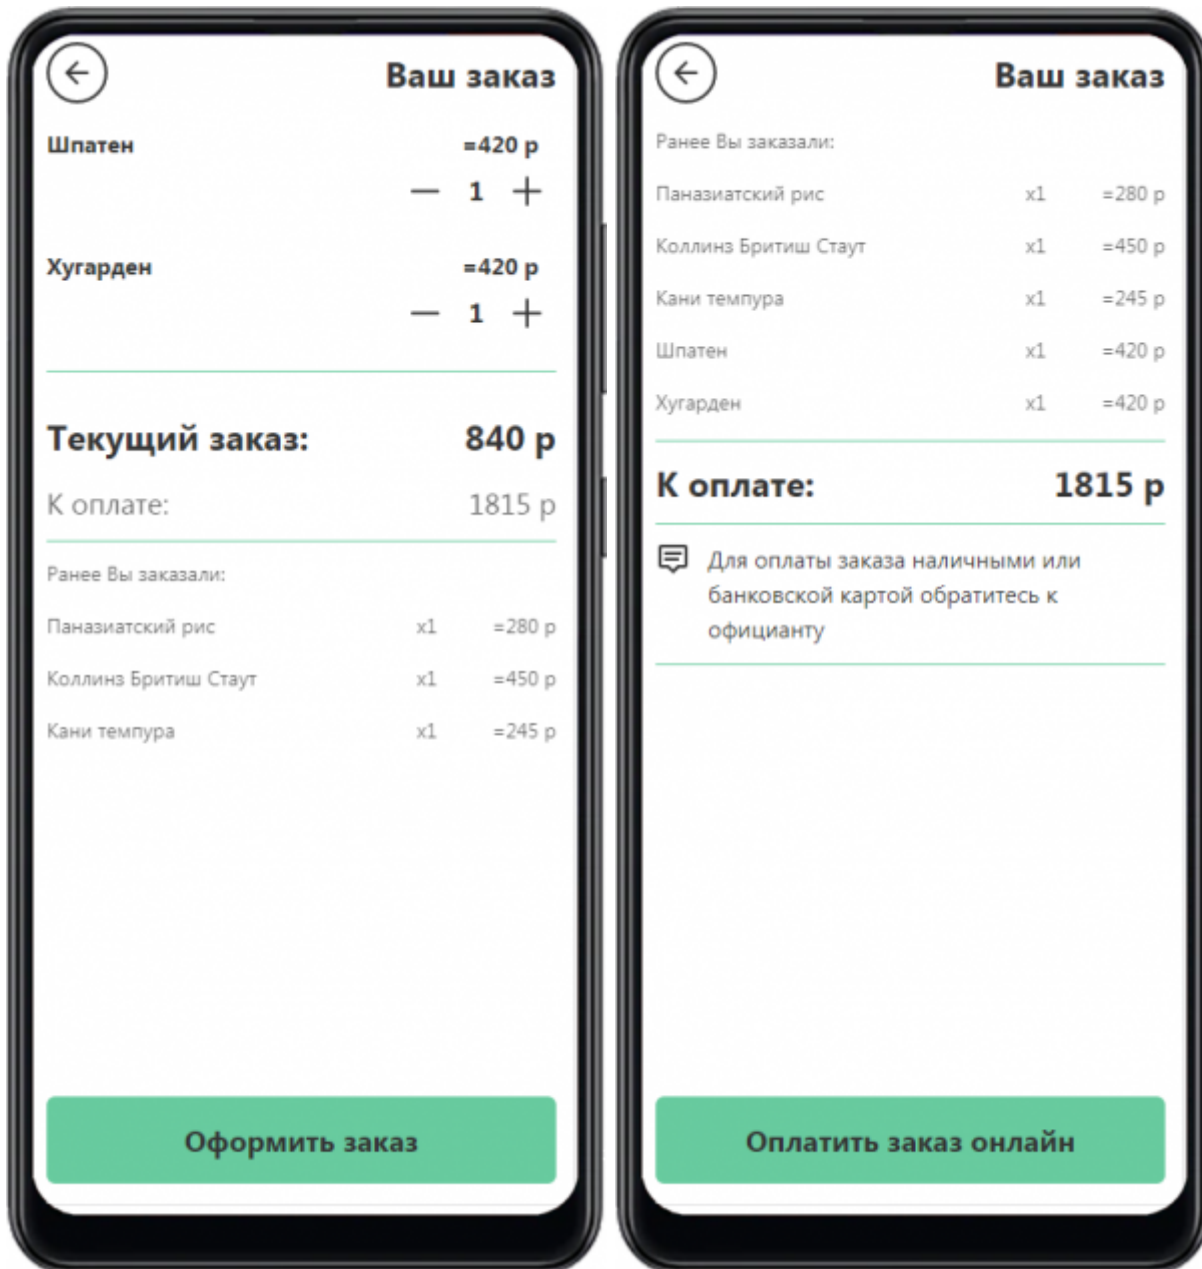 Ваш заказ
Шпатен =420 р
1
Хугарден =420 р
1
Текущий заказ: 840 р
К оплате: 1815 р
Ранее Вы заказали:
Паназиатский рис x1 =280 р
Коллинз Бритиш Стаут x1 =450 р
Кани темпура x1 =245 р
Оформить заказ
Ваш заказ
Ранее Вы заказали:
Паназиатский рис x1 =280 р
Коллинз Бритиш Стаут x1 =450 р
Кани темпура x1 =245 р
Шпатен x1 =420 р
Хугарден x1 =420 р
К оплате: 1815 р
Для оплаты заказа наличными или
банковской картой обратитесь к
официанту
Оплатить заказ онлайн